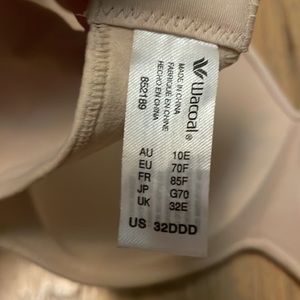 wacoal®
MADE IN CHINA
FABRIQUÉ EN CHINE
HECHO EN CHINA
852189
AU 10E
EU 70F
FR 85F
JP G70
UK 32E
US 32DDD